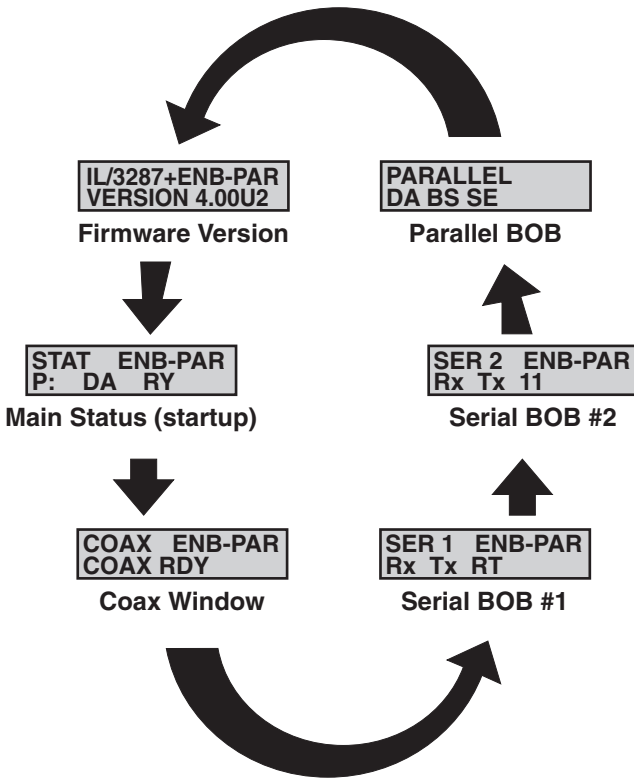 IL/3287+ENB-PAR
VERSION 4.00U2
Firmware Version
PARALLEL
DA BS SE
Parallel BOB
STAT ENB-PAR
P: DA RY
Main Status (startup)
SER 2 ENB-PAR
Rx Tx 11
Serial BOB #2
COAX ENB-PAR
COAX RDY
Coax Window
SER 1 ENB-PAR
Rx Tx RT
Serial BOB #1